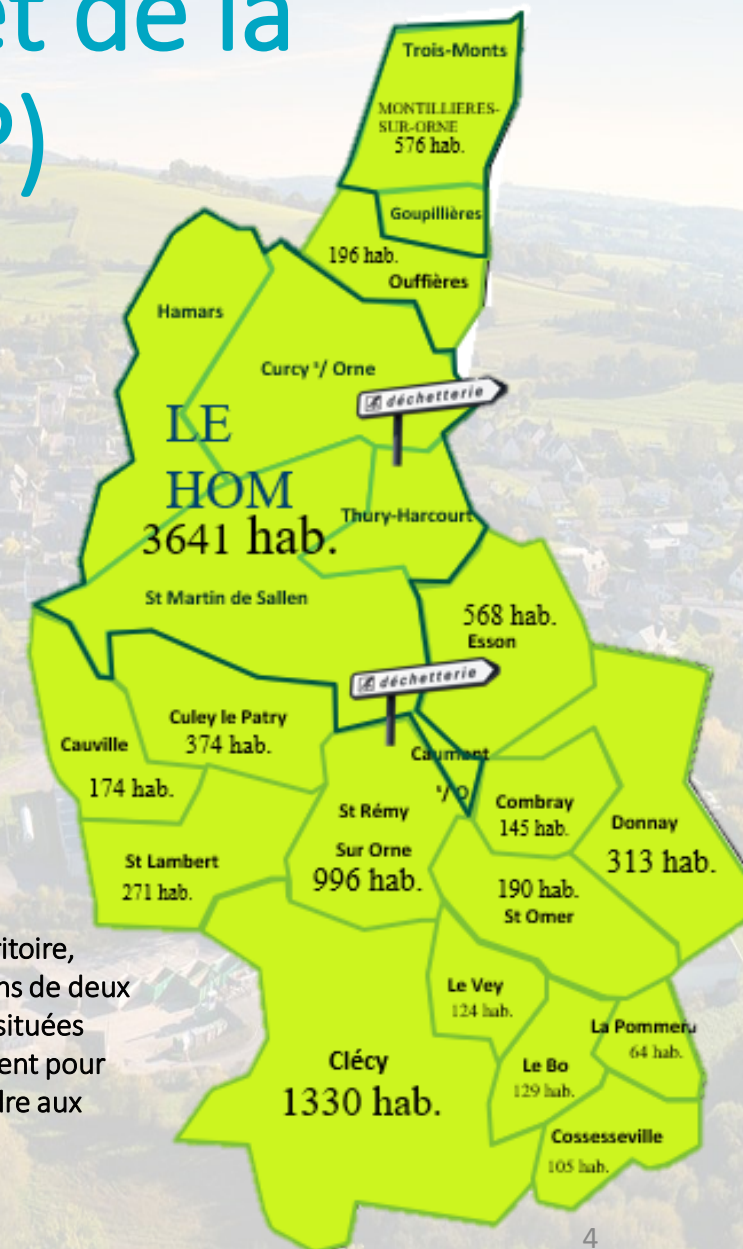 et de la
P)
Trois-Monts
MONTILLIERES-
SUR-ORNE
576 hab.
Goupillières
196 hab.
Ouffières
Hamars
Curcy s/ Orne
déchetterie
LE
HOM
3641 hab.
Thury-Harcourt
St Martin de Sallen
568 hab.
Esson
déchetterie
Culey le Patry
374 hab.
Cauville
174 hab.
Caumont
s/ O
St Rémy
Sur Orne
996 hab.
Combray
145 hab.
Donnay
313 hab.
St Lambert
271 hab.
190 hab.
St Omer
ritoire,
ns de deux
situées
ent pour
dre aux
Le Vey
124 hab.
La Pommera
64 hab.
Clécy
1330 hab.
Le Bo
129 hab.
Cossesseville
105 hab.
4